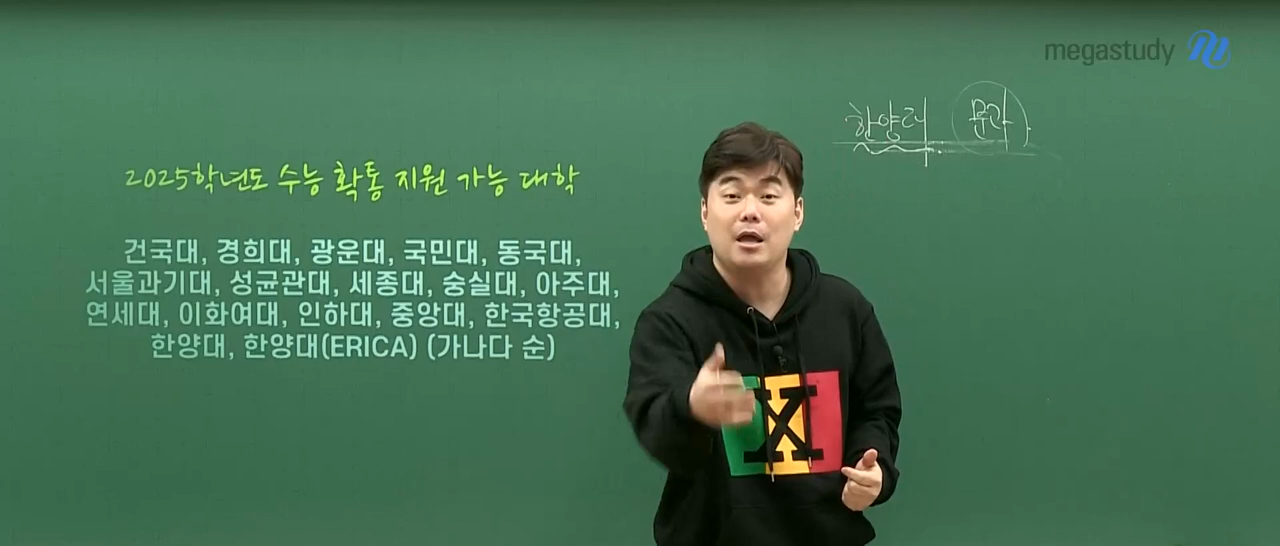 megastudy
한양대 문과
2025학년도 수능 확통 지원 가능 대학
건국대, 경희대, 광운대, 국민대, 동국대,
서울과기대, 성균관대, 세종대, 숭실대, 아주대,
연세대, 이화여대, 인하대, 중앙대, 한국항공대,
한양대, 한양대(ERICA) (가나다 순)